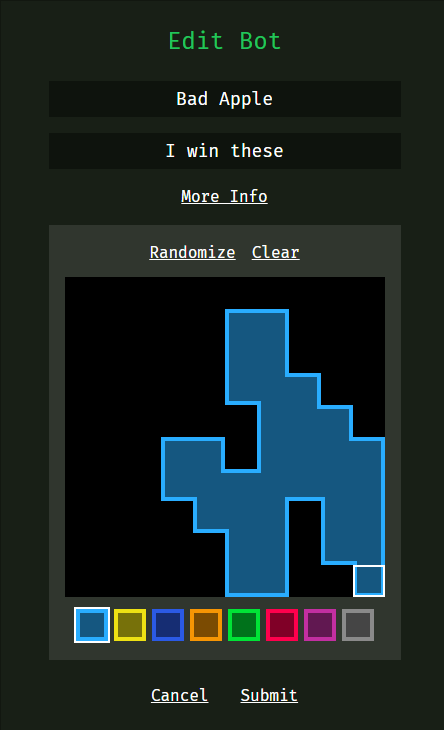 Edit Bot
Bad Apple
I win these
More Info
Randomize Clear
Cancel Submit